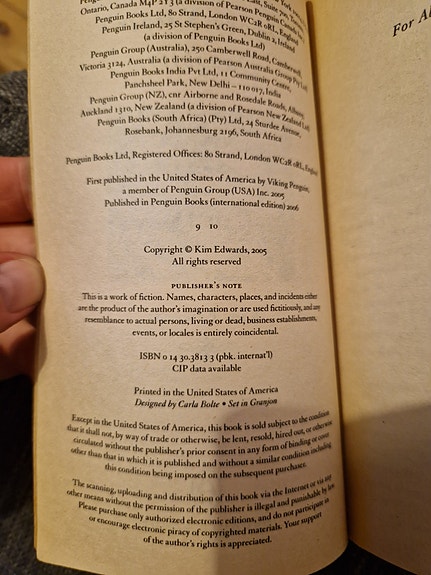 Ontario, Canada M4P 2Y3 (a division of Pearson Penguin Canada
Penguin Books Ltd, 80 Strand, London WC2R 0RL, England
Penguin Ireland, 25 St Stephen's Green, Dublin 2, Ireland
(a division of Penguin Books Ltd)
Penguin Group (Australia), 250 Camberwell Road, Camberwell,
Victoria 3124, Australia (a division of Pearson Australia Group Pty Ltd)
Penguin Books India Pvt Ltd, 11 Community Centre,
Panchsheel Park, New Delhi – 110 017, India
Penguin Group (NZ), cnr Airborne and Rosedale Roads, Albany,
Auckland 1310, New Zealand (a division of Pearson New Zealand Ltd)
Penguin Books (South Africa) (Pty) Ltd, 24 Sturdee Avenue,
Rosebank, Johannesburg 2196, South Africa
Penguin Books Ltd, Registered Offices: 80 Strand, London WC2R 0RL, England
First published in the United States of America by Viking Penguin,
a member of Penguin Group (USA) Inc. 2005
Published in Penguin Books (international edition) 2006
9 10
Copyright © Kim Edwards, 2005
All rights reserved
PUBLISHER'S NOTE
This is a work of fiction. Names, characters, places, and incidents either
are the product of the author's imagination or are used fictitiously, and any
resemblance to actual persons, living or dead, business establishments,
events, or locales is entirely coincidental.
ISBN 0 14 30.3813 3 (pbk. internat'l)
CIP data available
Printed in the United States of America
Designed by Carla Bolte • Set in Granjon
Except in the United States of America, this book is sold subject to the condition
that it shall not, by way of trade or otherwise, be lent, resold, hired out, or otherwise
circulated without the publisher's prior consent in any form of binding or cover
other than that in which it is published and without a similar condition including
this condition being imposed on the subsequent purchaser.
The scanning, uploading and distribution of this book via the Internet or via any
other means without the permission of the publisher is illegal and punishable by law.
Please purchase only authorized electronic editions, and do not participate in
or encourage electronic piracy of copyrighted materials. Your support
of the author's rights is appreciated.
For